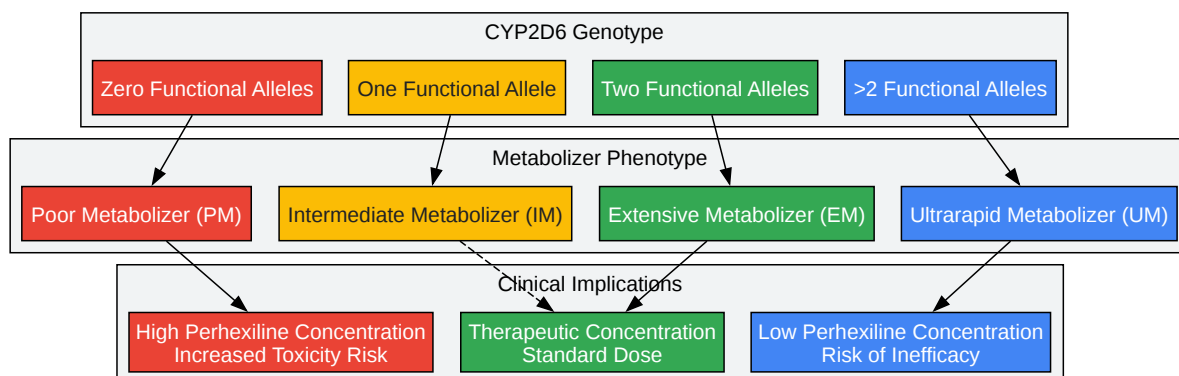 CYP2D6 Genotype
Zero Functional Alleles
One Functional Allele
Two Functional Alleles
>2 Functional Alleles
Metabolizer Phenotype
Poor Metabolizer (PM)
Intermediate Metabolizer (IM)
Extensive Metabolizer (EM)
Ultrarapid Metabolizer (UM)
Clinical Implications
High Perhexiline Concentration
Increased Toxicity Risk
Therapeutic Concentration
Standard Dose
Low Perhexiline Concentration
Risk of Inefficacy